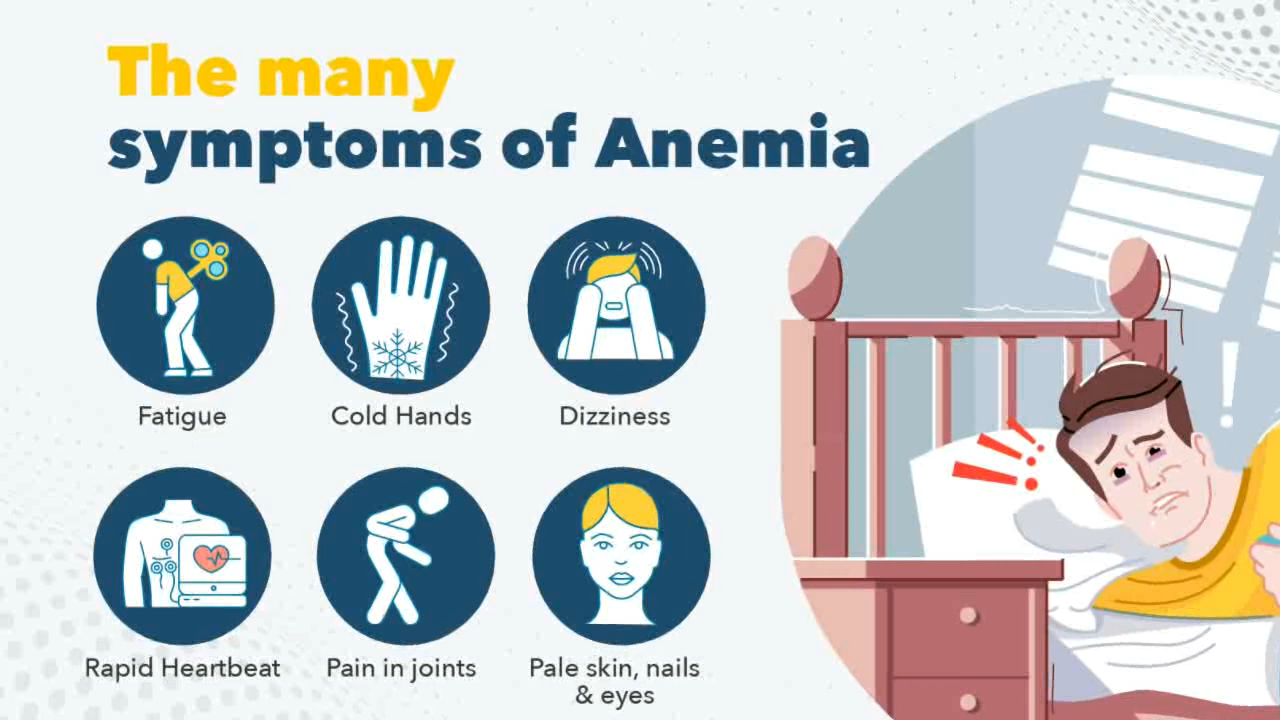 The many
symptoms of Anemia
Fatigue
Cold Hands
Dizziness
Rapid Heartbeat
Pain in joints
Pale skin, nails
& eyes